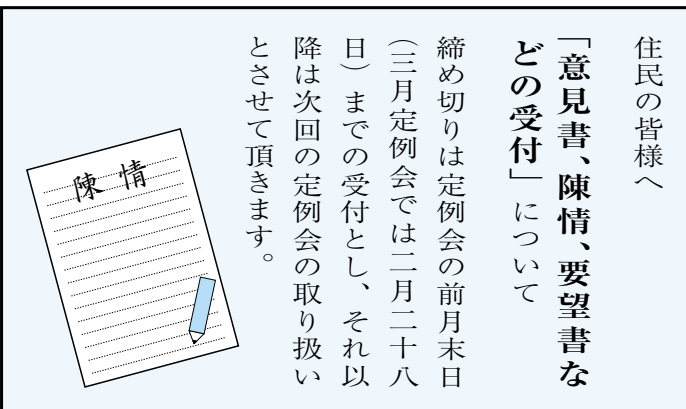 住民の皆様へ
「意見書、陳情、要望書な
どの受付」について
締め切りは定例会の前月末日
（三月定例会では二月二十八
日）までの受付とし、それ以
降は次回の定例会の取り扱い
とさせて頂きます。
陳情